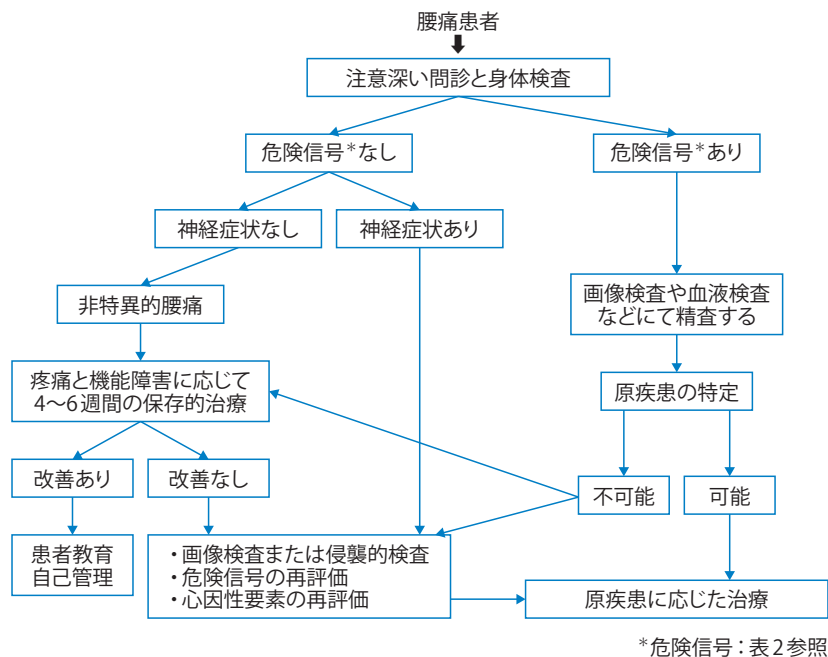 腰痛患者
注意深い問診と身体検査
危険信号*なし
危険信号*あり
神経症状なし
神経症状あり
非特異的腰痛
画像検査や血液検査
などにて精査する
疼痛と機能障害に応じて
4〜6週間の保存的治療
原疾患の特定
改善あり
改善なし
不可能
可能
患者教育
自己管理
・画像検査または侵襲的検査
・危険信号の再評価
・心因性要素の再評価
原疾患に応じた治療
*危険信号：表2参照